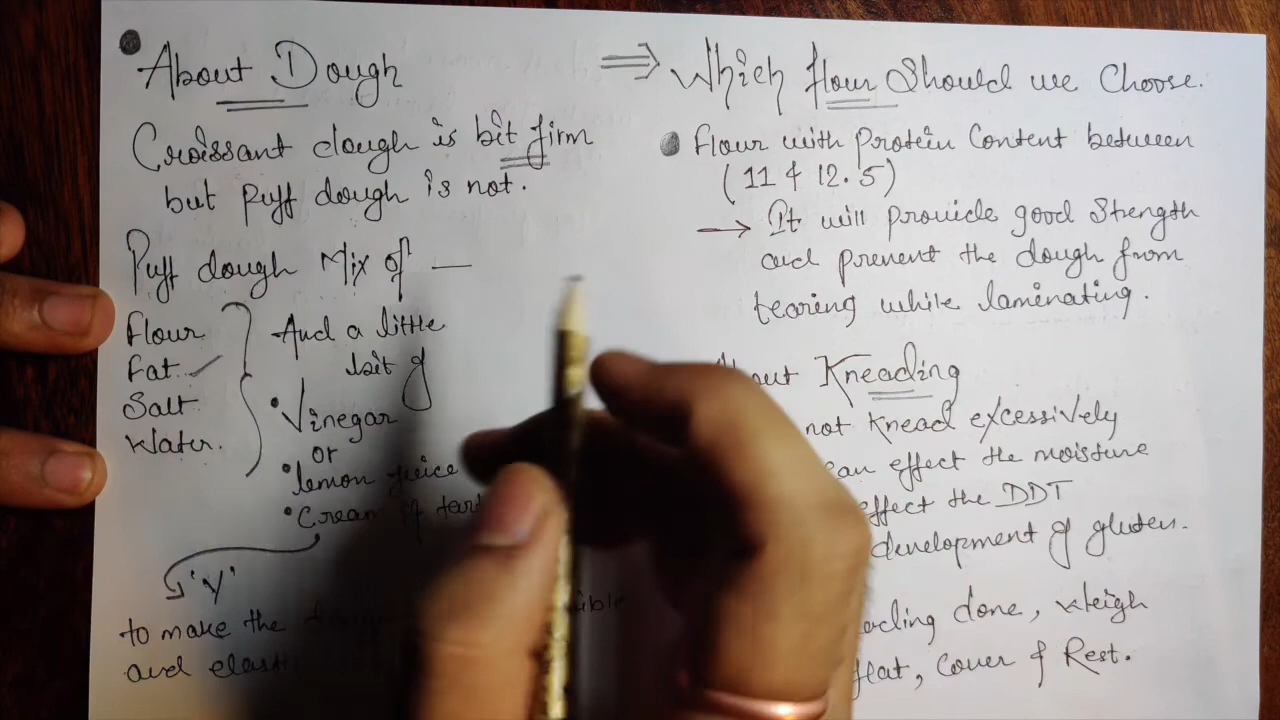 About Dough
Croissant dough is bit firm
but Puff dough is not.
Puff dough Mix of —
Flour
Fat
Salt
Water.
And a little
bit of
Vinegar
or
lemon juice
Cream of
'Y'
to make the
and
⇒ Which flour Should we Choose.
Flour with Protein Content between
(11 & 12.5)
→ It will provide good Strength
and prevent the dough from
tearing while laminating.
Kneading
not Knead excessively
effect the moisture
effect the DDT
development of gluten.
done, Weigh
flat, Cover & Rest.